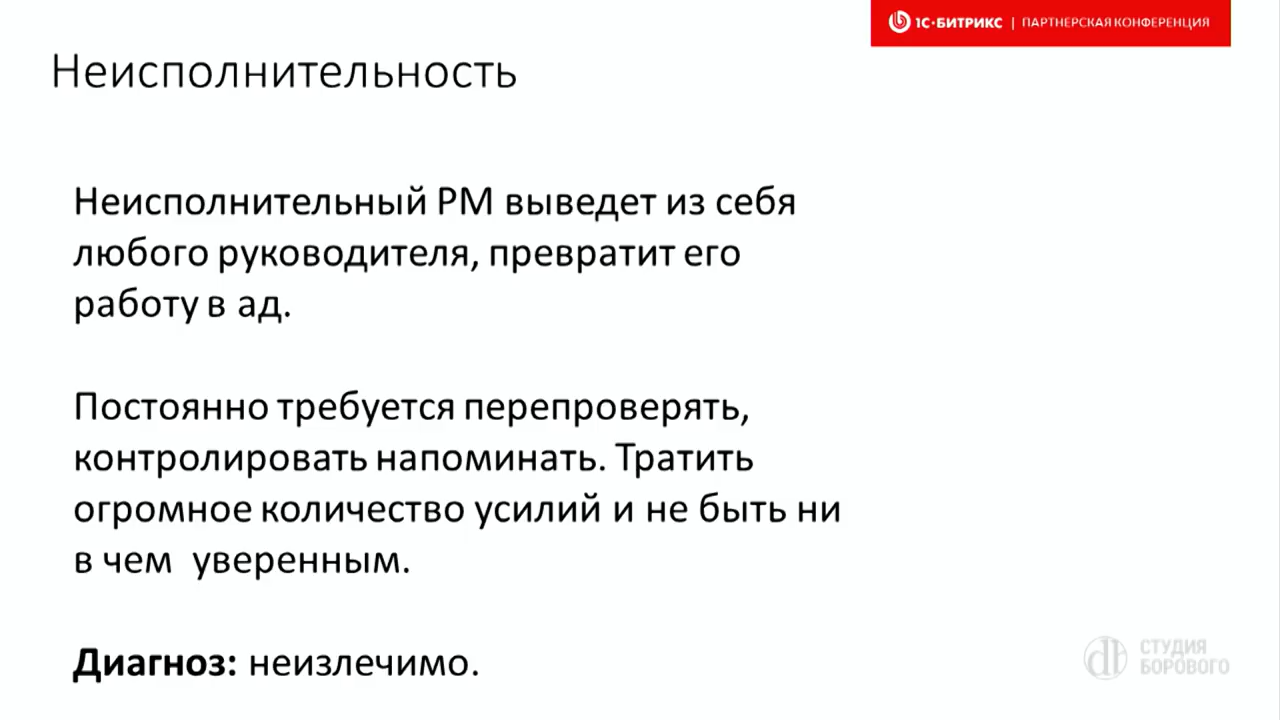 1С-БИТРИКС | ПАРТНЕРСКАЯ КОНФЕРЕНЦИЯ
Неисполнительность
Неисполнительный РМ выведет из себя
любого руководителя, превратит его
работу в ад.
Постоянно требуется перепроверять,
контролировать напоминать. Тратить
огромное количество усилий и не быть ни
в чем  уверенным.
Диагноз: неизлечимо.
СТУДИЯ
БОРОВОГО